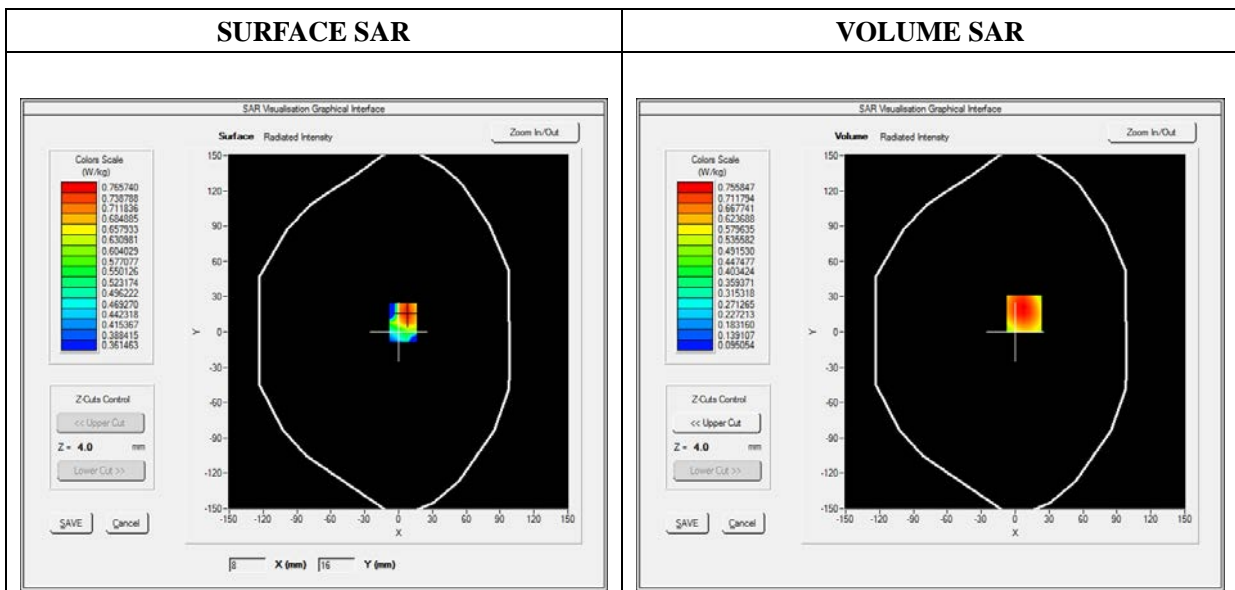 SURFACE SAR
VOLUME SAR
SAR Visualisation Graphical Interface
Surface Radiated Intensity
Zoom In/Out
Colors Scale
(W/kg)
0.765740
0.738788
0.711836
0.684885
0.657933
0.630981
0.604029
0.577077
0.550126
0.523174
0.496222
0.469270
0.442318
0.415367
0.388415
0.361463
Z-Cuts Control
<< Upper Cut
Z = 4.0 mm
Lower Cut >>
SAVE Cancel
150
120
90
60
30
0
-30
-60
-90
-120
-150
Y
-150 -120 -90 -60 -30 0 30 60 90 120 150
X
8 X (mm) 16 Y (mm)
SAR Visualisation Graphical Interface
Volume Radiated Intensity
Zoom In/Out
Colors Scale
(W/kg)
0.755847
0.711794
0.667741
0.623688
0.579635
0.535582
0.491530
0.447477
0.403424
0.359371
0.315318
0.271265
0.227213
0.183160
0.139107
0.095054
Z-Cuts Control
<< Upper Cut
Z = 4.0 mm
Lower Cut >>
SAVE Cancel
150
120
90
60
30
0
-30
-60
-90
-120
-150
Y
-150 -120 -90 -60 -30 0 30 60 90 120 150
X